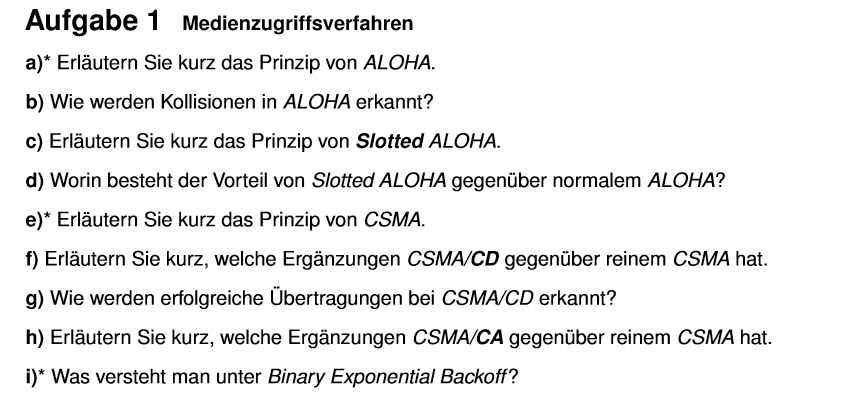 Aufgabe 1 Medienzugriffsverfahren
a)* Erläutern Sie kurz das Prinzip von ALOHA.
b) Wie werden Kollisionen in ALOHA erkannt?
c) Erläutern Sie kurz das Prinzip von Slotted ALOHA.
d) Worin besteht der Vorteil von Slotted ALOHA gegenüber normalem ALOHA?
e)* Erläutern Sie kurz das Prinzip von CSMA.
f) Erläutern Sie kurz, welche Ergänzungen CSMA/CD gegenüber reinem CSMA hat.
g) Wie werden erfolgreiche Übertragungen bei CSMA/CD erkannt?
h) Erläutern Sie kurz, welche Ergänzungen CSMA/CA gegenüber reinem CSMA hat.
i)* Was versteht man unter Binary Exponential Backoff?